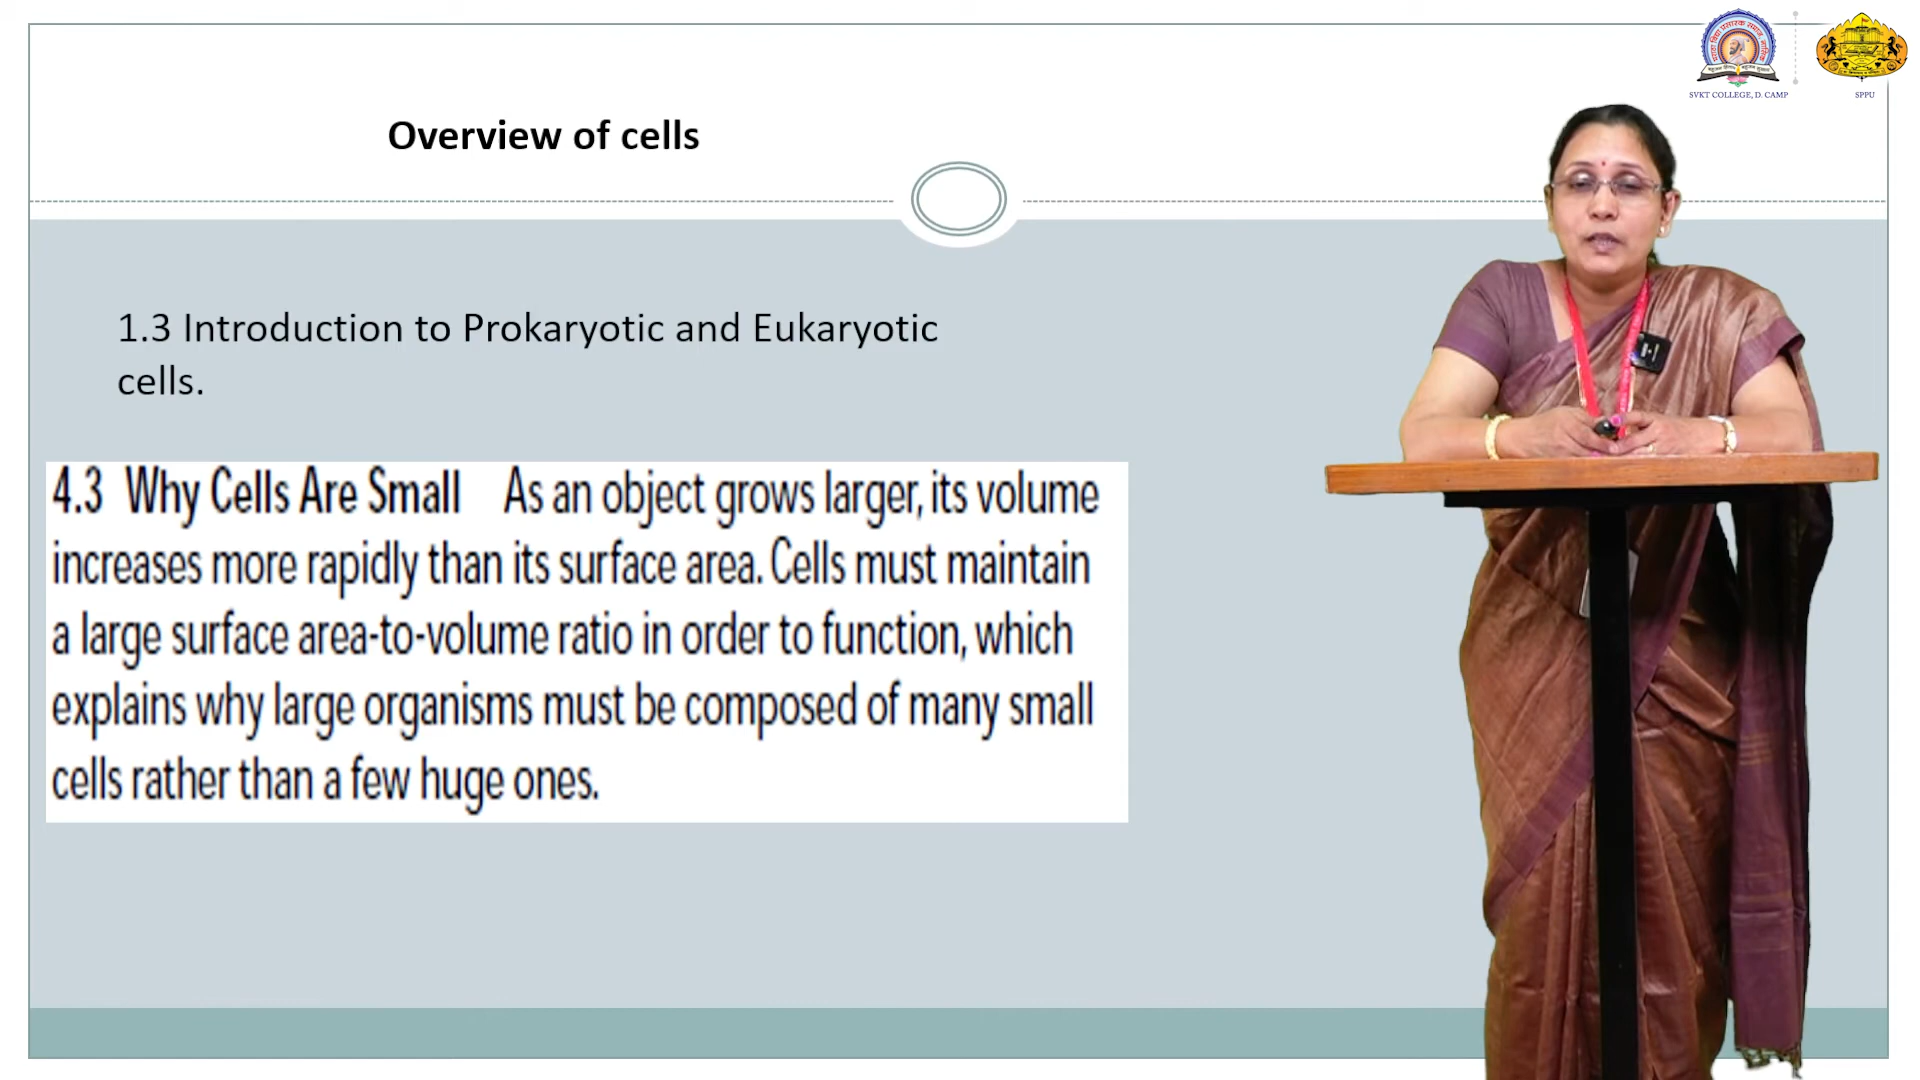 SVKT COLLEGE, D. CAMP
SPPU
Overview of cells
1.3 Introduction to Prokaryotic and Eukaryotic
cells.
4.3 Why Cells Are Small As an object grows larger, its volume
increases more rapidly than its surface area. Cells must maintain
a large surface area-to-volume ratio in order to function, which
explains why large organisms must be composed of many small
cells rather than a few huge ones.